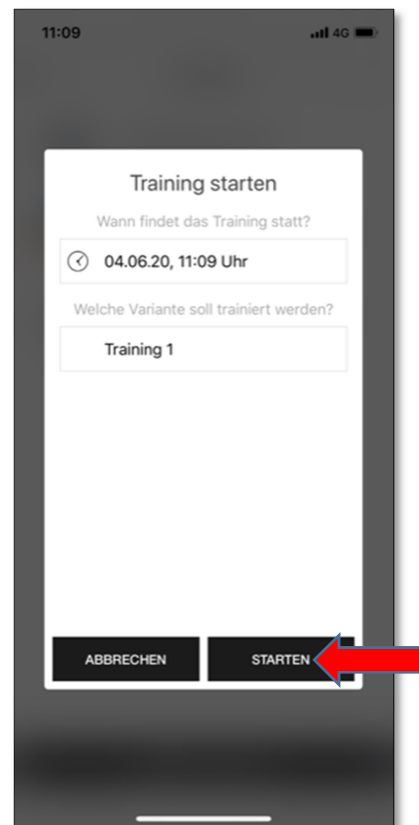 11:09
4G
Training starten
Wann findet das Training statt?
04.06.20, 11:09 Uhr
Welche Variante soll trainiert werden?
Training 1
ABBRECHEN
STARTEN